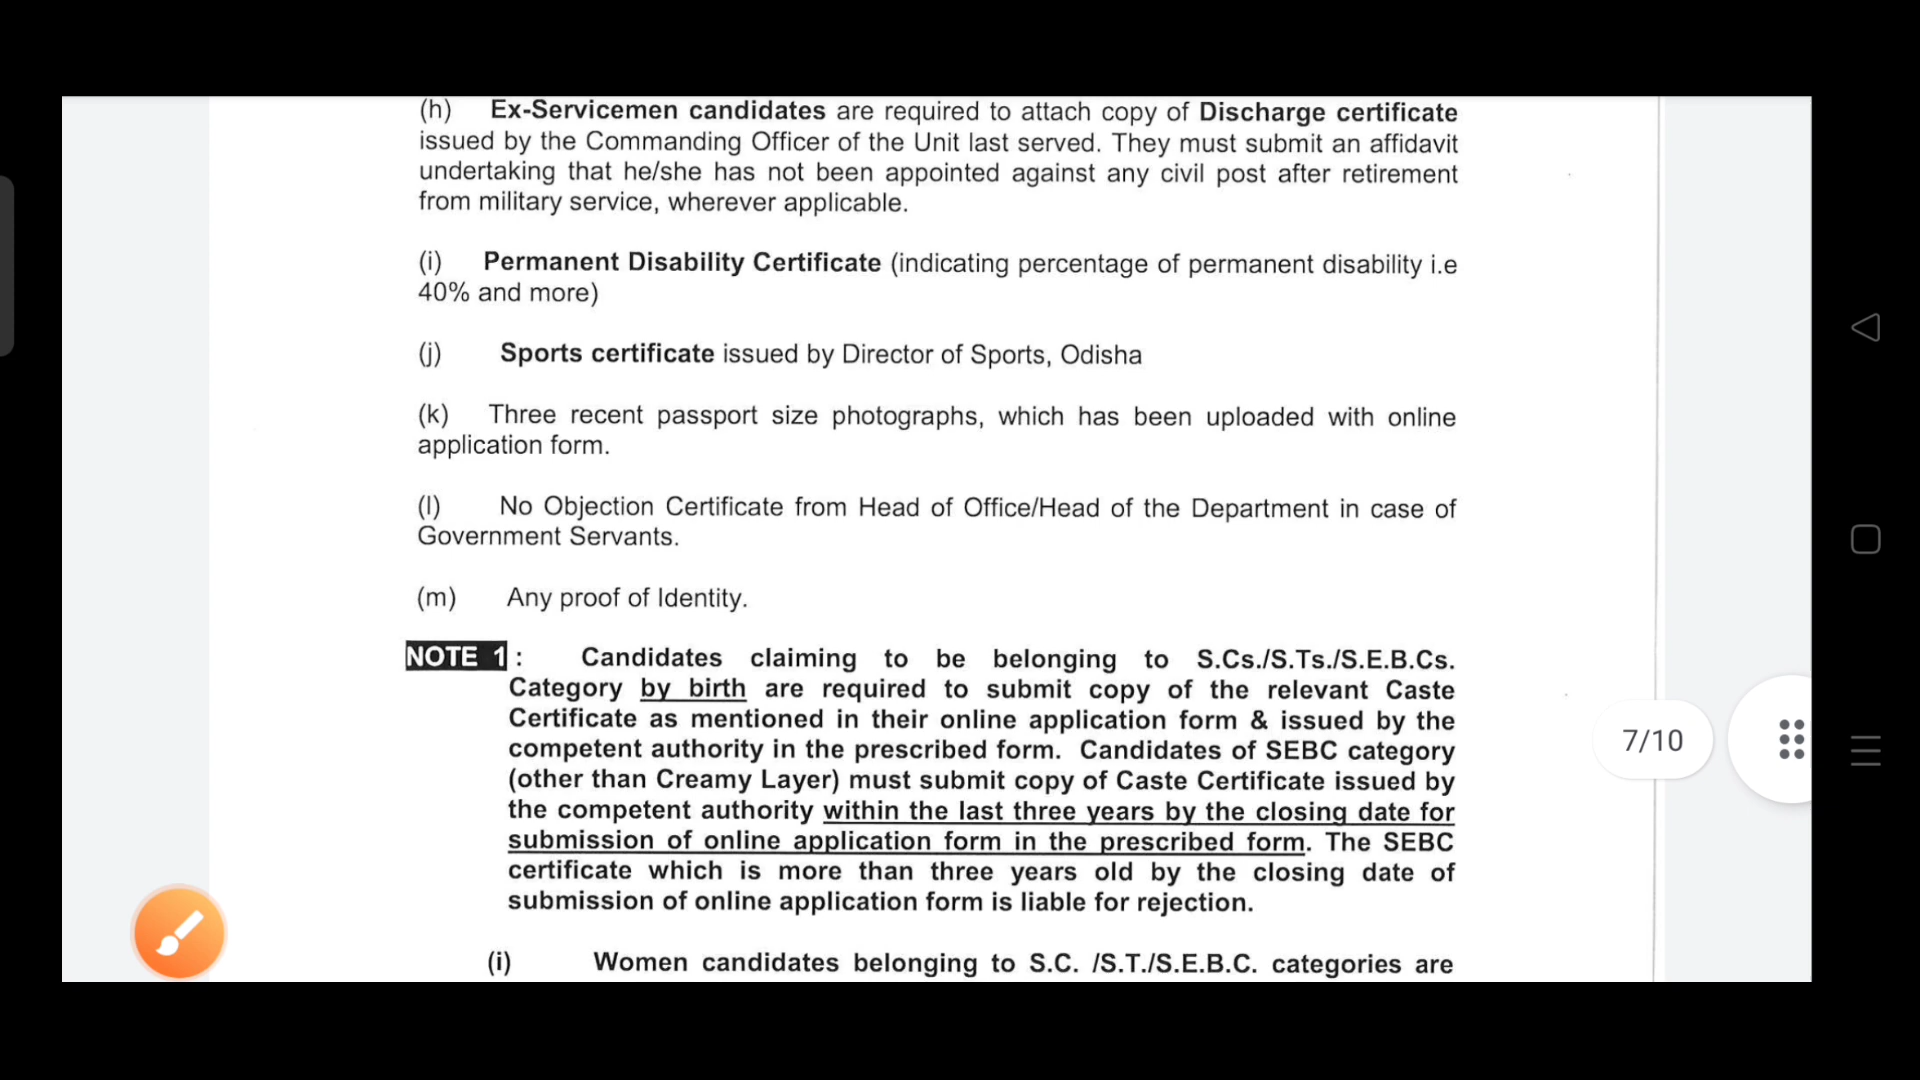 (h) Ex-Servicemen candidates are required to attach copy of Discharge certificate
issued by the Commanding Officer of the Unit last served. They must submit an affidavit
undertaking that he/she has not been appointed against any civil post after retirement
from military service, wherever applicable.
(i) Permanent Disability Certificate (indicating percentage of permanent disability i.e
40% and more)
(j) Sports certificate issued by Director of Sports, Odisha
(k) Three recent passport size photographs, which has been uploaded with online
application form.
(l) No Objection Certificate from Head of Office/Head of the Department in case of
Government Servants.
(m) Any proof of Identity.
NOTE 1 : Candidates claiming to be belonging to S.Cs./S.Ts./S.E.B.Cs.
Category by birth are required to submit copy of the relevant Caste
Certificate as mentioned in their online application form & issued by the
competent authority in the prescribed form. Candidates of SEBC category
(other than Creamy Layer) must submit copy of Caste Certificate issued by
the competent authority within the last three years by the closing date for
submission of online application form in the prescribed form. The SEBC
certificate which is more than three years old by the closing date of
submission of online application form is liable for rejection.
(i) Women candidates belonging to S.C. /S.T./S.E.B.C. categories are
7/10